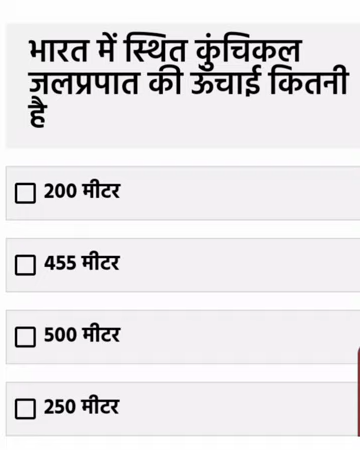 भारत में स्थित कुंचिकल
जलप्रपात की ऊंचाई कितनी
है
200 मीटर
455 मीटर
500 मीटर
250 मीटर